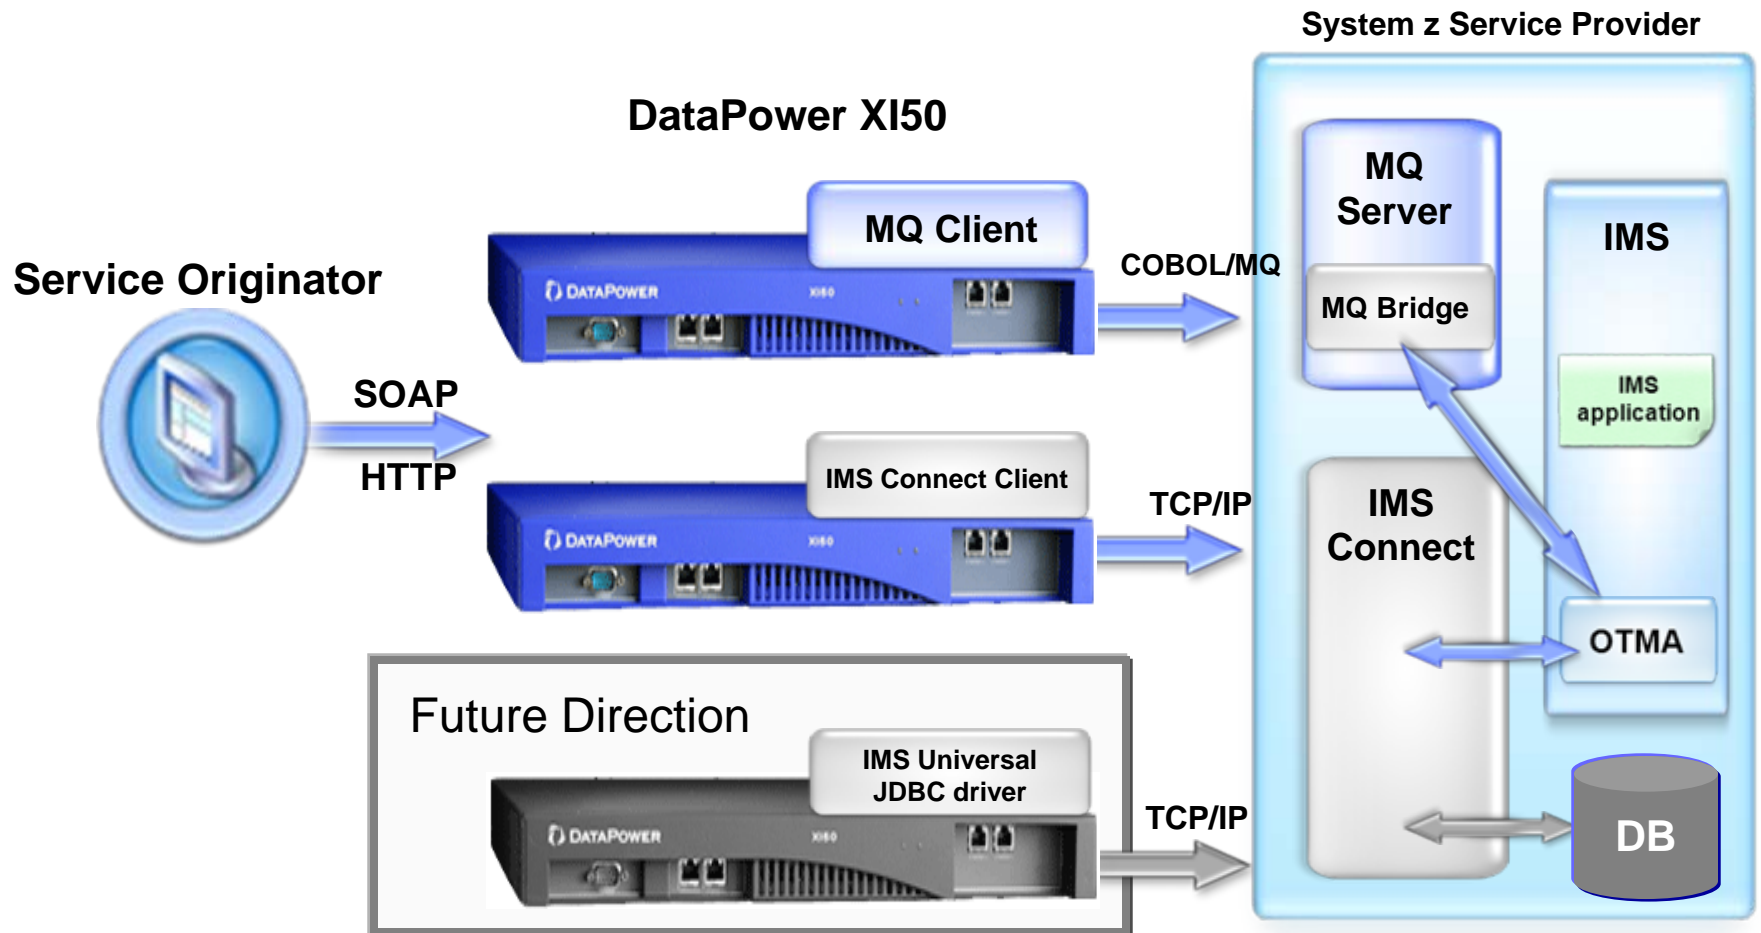 System z Service Provider
DataPower XI50
MQ
Server
MQ Client
IMS
COBOL/MQ
Service Originator
DATAPOWER
XI50
MQ Bridge
SOAP
IMS
application
HTTP
IMS Connect Client
TCP/IP
IMS
Connect
DATAPOWER
XI50
OTMA
Future Direction
IMS Universal
JDBC driver
TCP/IP
DATAPOWER
XI50
DB